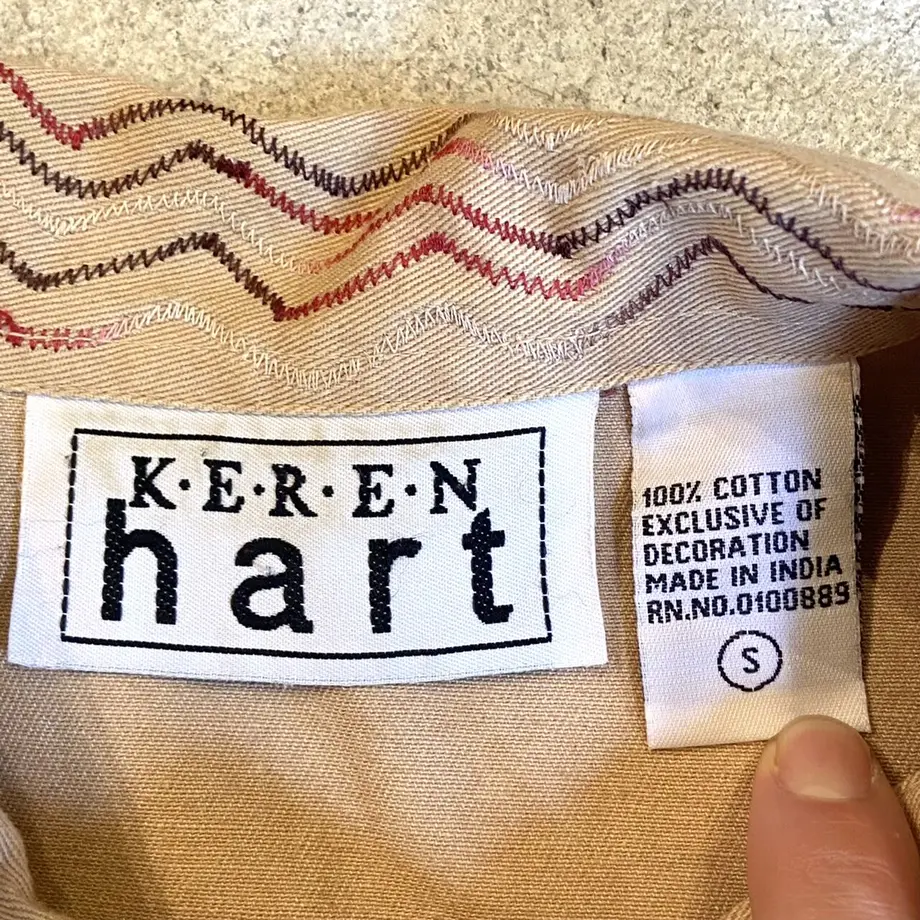 K·E·R·E·N
hart
100% COTTON
EXCLUSIVE OF
DECORATION
MADE IN INDIA
RN.NO.0100889
S